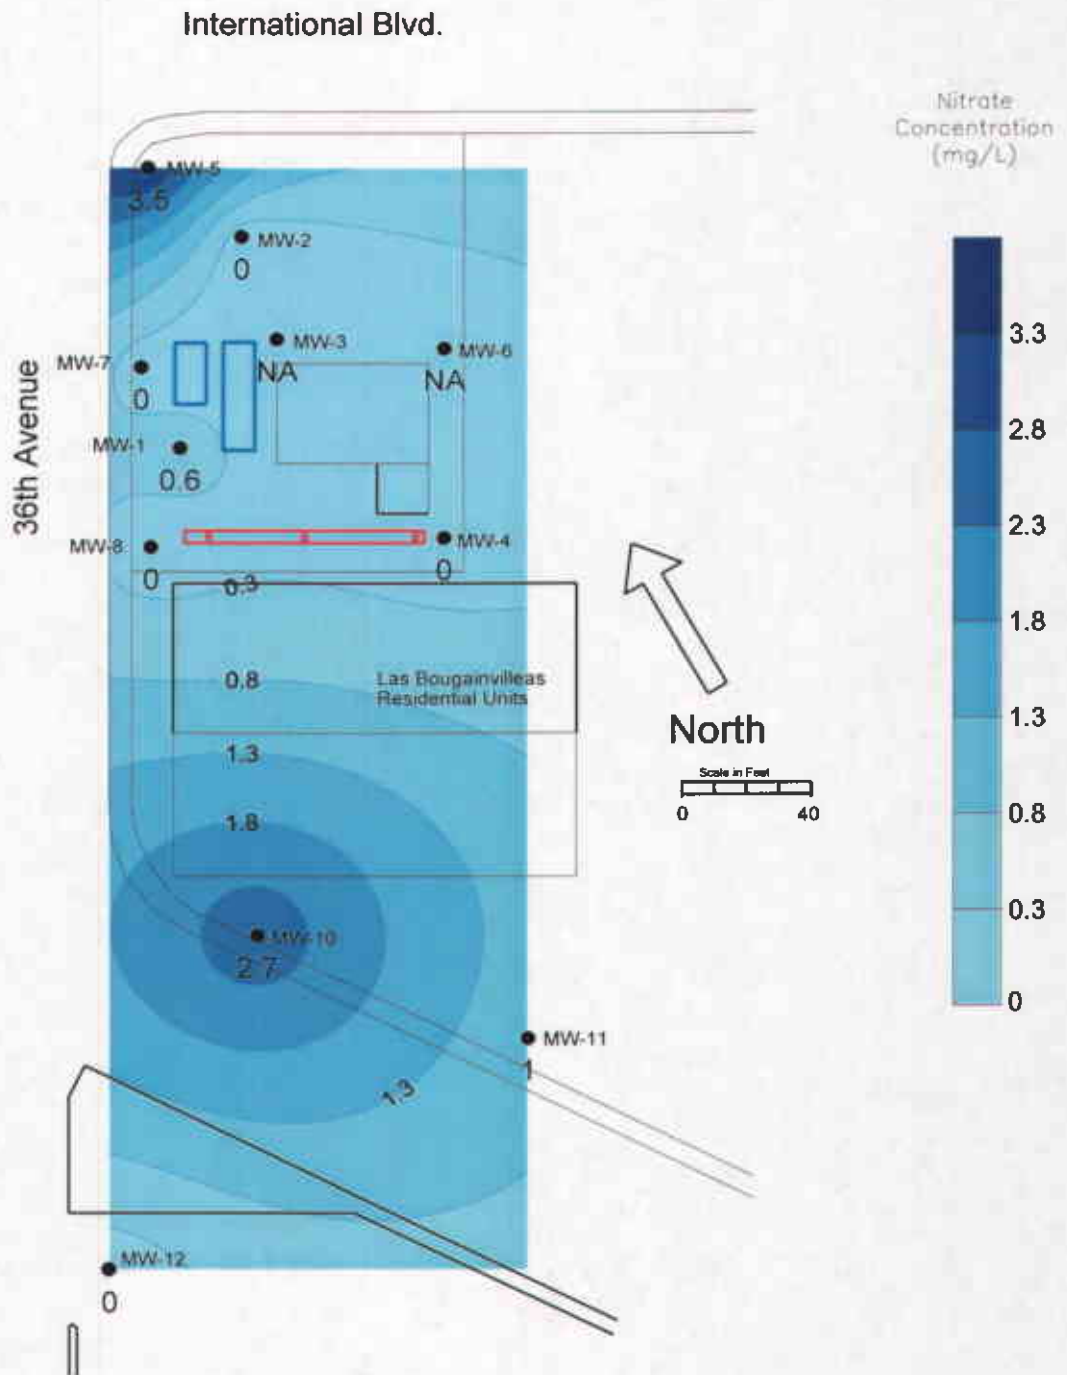 International Blvd.
Nitrate
Concentration
(mg/L)
MW-5
3.5
MW-2
0
MW-3
NA
MW-6
NA
MW-7
0
36th Avenue
MW-1
0.6
MW-8
0
MW-4
0
0.3
0.8
Las Bougainvilleas
Residential Units
1.3
1.8
North
Scale in Feet
0 40
MW-10
2.7
MW-11
1
1.3
MW-12
0
3.3
2.8
2.3
1.8
1.3
0.8
0.3
0